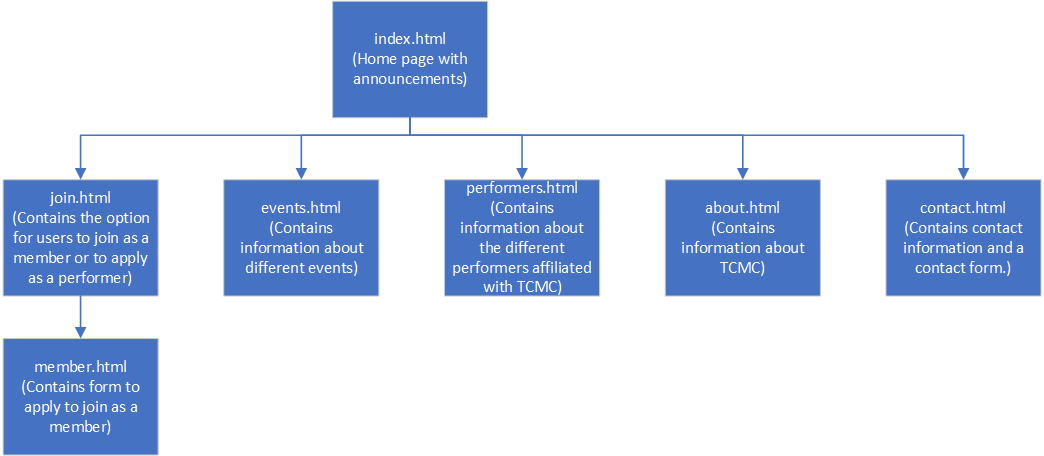 index.html
(Home page with
announcements)
join.html
(Contains the option
for users to join as a
member or to apply
as a performer)
events.html
(Contains
information about
different events)
performers.html
(Contains
information about
the different
performers affiliated
with TCMC)
about.html
(Contains
information about
TCMC)
contact.html
(Contains contact
information and a
contact form.)
member.html
(Contains form to
apply to join as a
member)